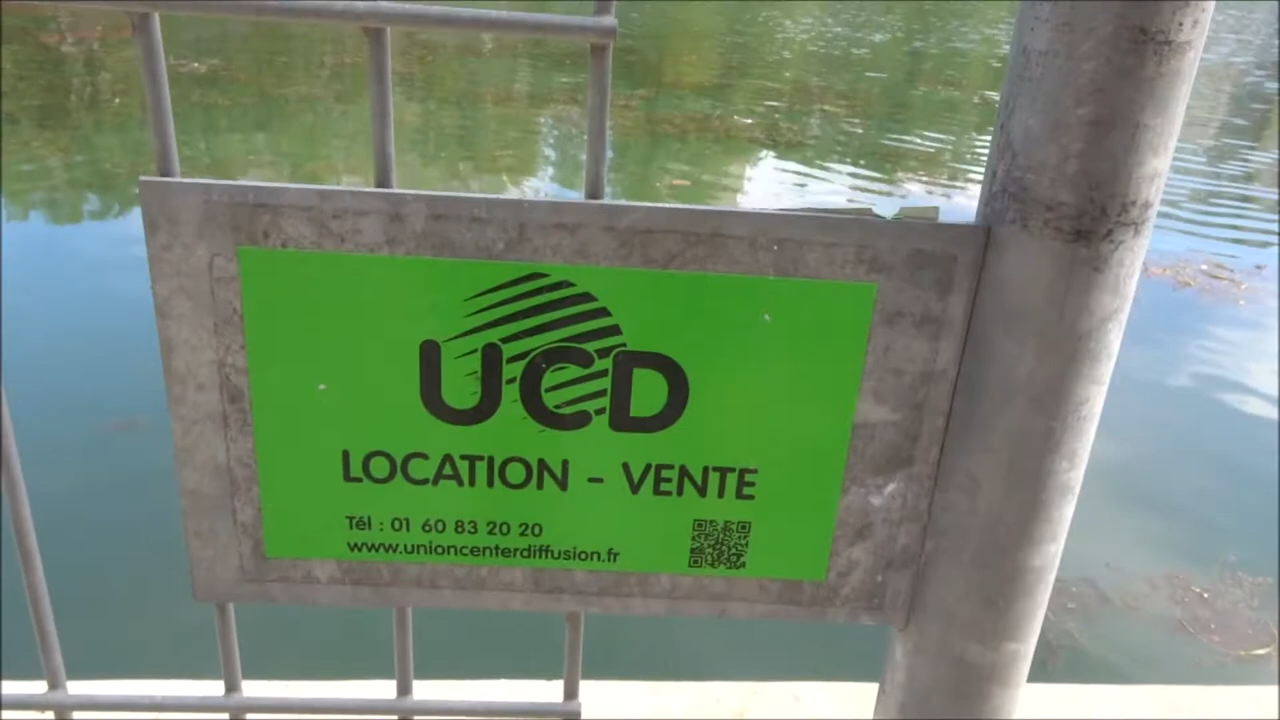 UCD
LOCATION - VENTE
Tél : 01 60 83 20 20
www.unioncenterdiffusion.fr